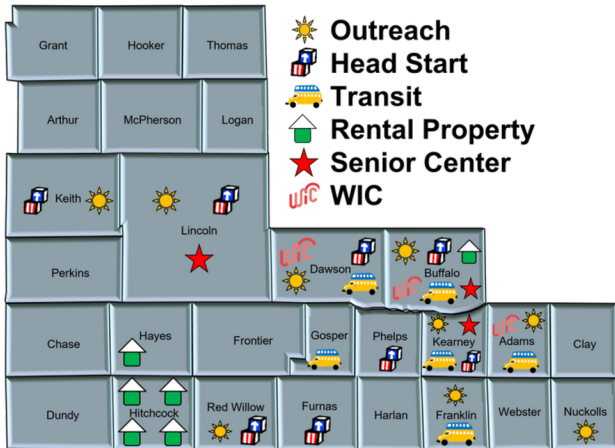 Outreach
Head Start
Transit
Rental Property
Senior Center
WIC WIC
Grant Hooker Thomas
Arthur McPherson Logan
Keith Lincoln
Perkins
WIC Dawson WIC Buffalo
Chase Hayes Frontier Gosper Phelps Kearney WIC Adams Clay
Dundy Hitchcock Red Willow Furnas Harlan Franklin Webster Nuckolls